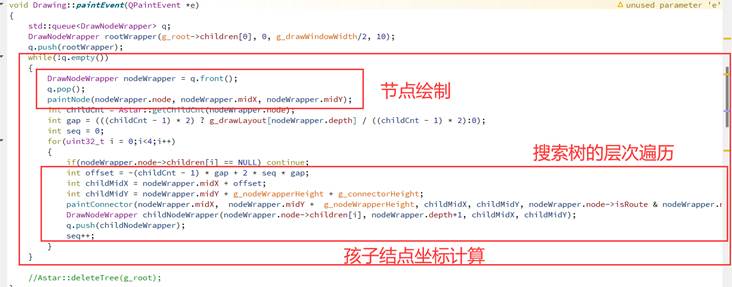 void Drawing::paintEvent(QPaintEvent *e)
unused parameter 'e'
{
std::queue<DrawNodeWrapper> q;
DrawNodeWrapper rootWrapper(g_root->children[0], 0, g_drawWindowWidth/2, 10);
q.push(rootWrapper);
while(!q.empty())
{
DrawNodeWrapper nodeWrapper = q.front();
q.pop();
paintNode(nodeWrapper.node, nodeWrapper.midX, nodeWrapper.midY);
节点绘制
int childCnt = Astar::getChildCnt(nodeWrapper.node);
int gap = (((childCnt - 1) * 2) ? g_drawLayout[nodeWrapper.depth] / ((childCnt - 1) * 2):0);
int seq = 0;
for(uint32_t i = 0;i<4;i++)
搜索树的层次遍历
{
if(nodeWrapper.node->children[i] == NULL) continue;
int offset = -(childCnt - 1) * gap + 2 * seq * gap;
int childMidX = nodeWrapper.midX + offset;
int childMidY = nodeWrapper.midY + g_nodeWrapperHeight + g_connectorHeight;
paintConnector(nodeWrapper.midX, nodeWrapper.midY + g_nodeWrapperHeight, childMidX, childMidY, nodeWrapper.node->isRoute & nodeWrapper.n
DrawNodeWrapper childNodeWrapper(nodeWrapper.node->children[i], nodeWrapper.depth+1, childMidX, childMidY);
q.push(childNodeWrapper);
seq++;
}
孩子结点坐标计算
}
//Astar::deleteTree(g_root);